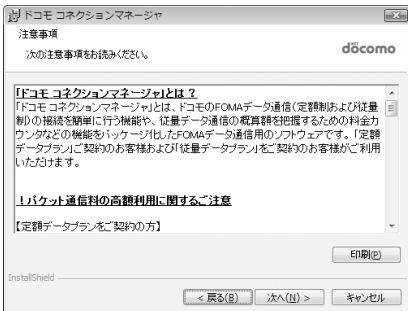 ドコモ コネクションマネージャ
注意事項
次の注意事項をお読みください。
döcomo
「ドコモ コネクションマネージャ」とは？
「ドコモ コネクションマネージャ」とは、ドコモのFOMAデータ通信（定額制および従量
制）の接続を簡単に行う機能や、従量データ通信の概算額を把握するための料金カ
ウンタなどの機能をパッケージ化したFOMAデータ通信用のソフトウェアです。「定額
データプラン」ご契約のお客様および「従量データプラン」をご契約のお客様がご利用
いただけます。
！パケット通信料の高額利用に関するご注意
【定額データプランをご契約の方】
印刷(P)
InstallShield
< 戻る(B)
次へ(N) >
キャンセル